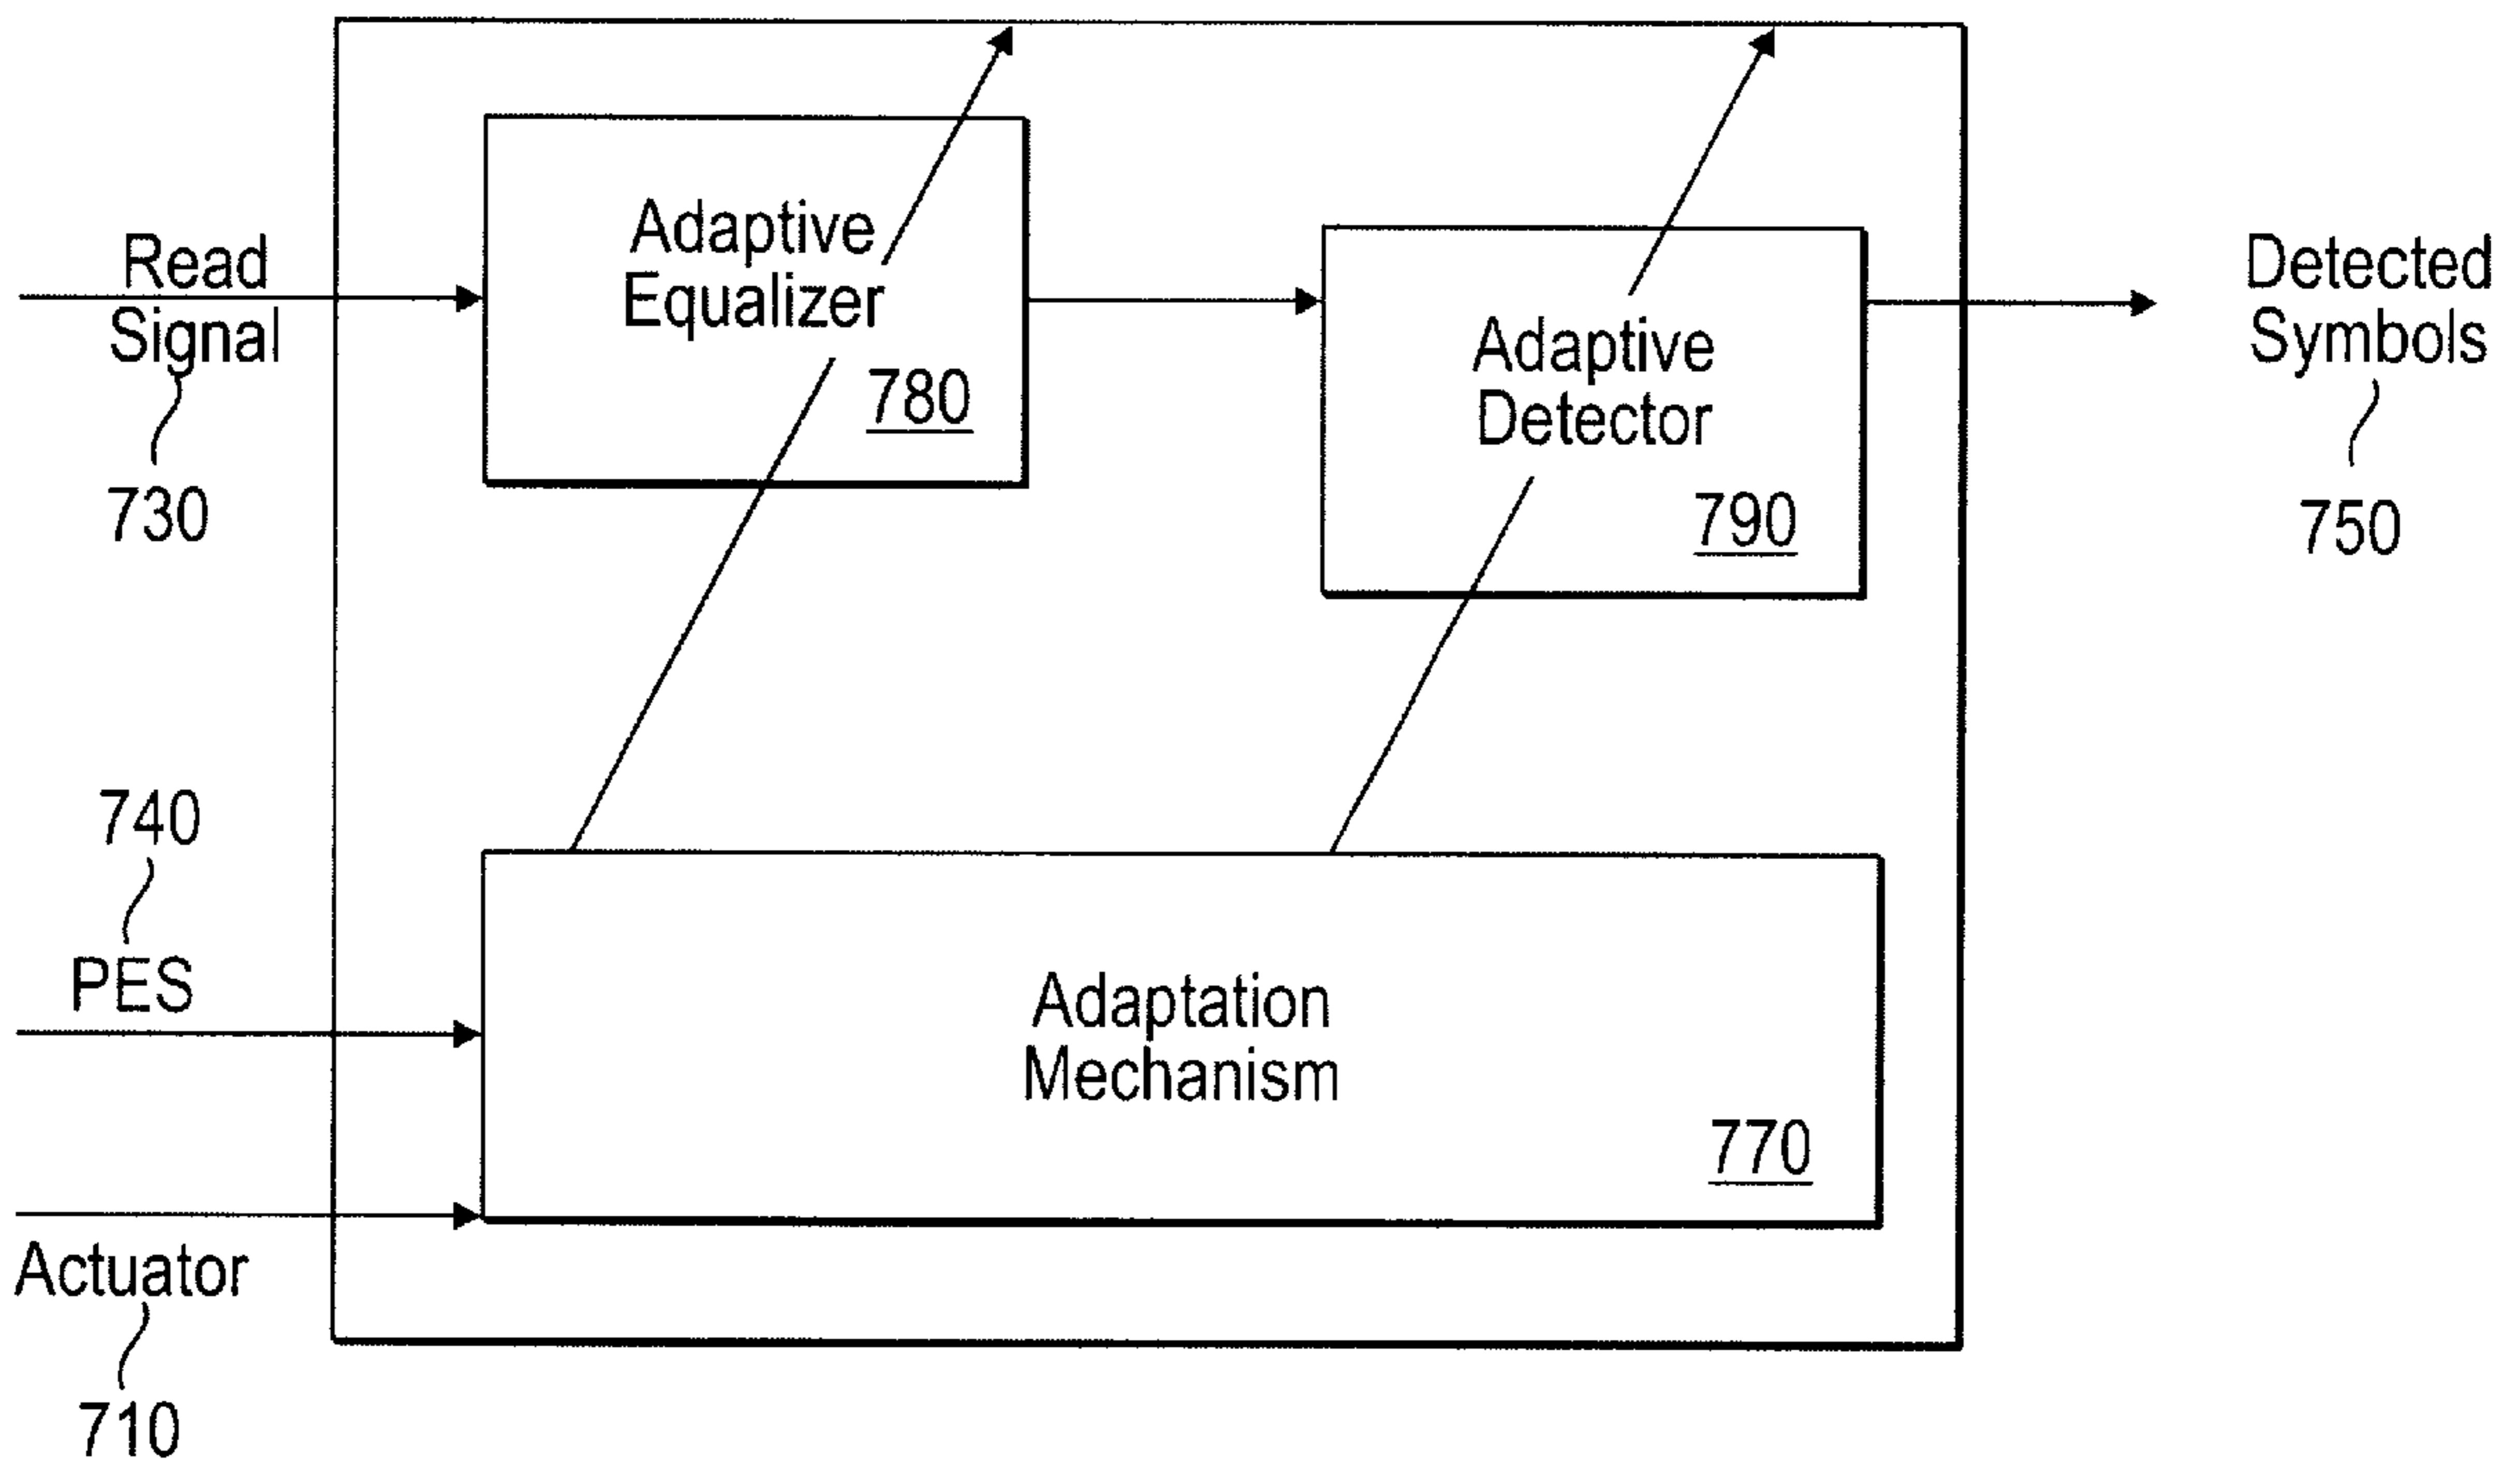 Read
Signal
730
Adaptive
Equalizer
780
Adaptive
Detector
790
Detected
Symbols
750
740
PES
Adaptation
Mechanism
770
Actuator
710